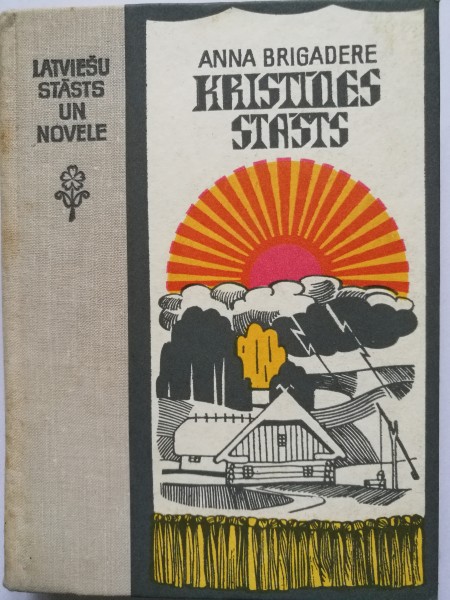 LATVIEŠU
STĀSTS
UN
NOVELE
ANNA BRIGADERE
KRISTĪNES
STĀSTS